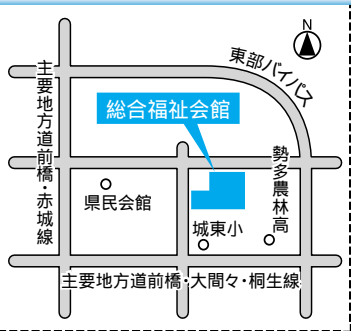 N
東部バイパス
主要地方道前橋・赤城線
総合福祉会館
勢多農林高
県民会館
城東小
主要地方道前橋・大間々・桐生線